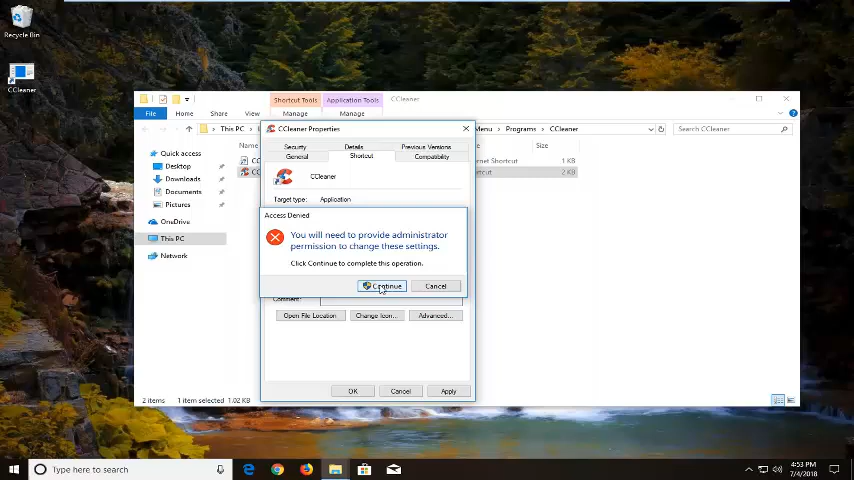 Recycle Bin
CCleaner
Shortcut Tools
Application Tools
CCleaner
File
Home
Share
View
Manage
Manage
This PC
Menu
Programs
CCleaner
Search CCleaner
Quick access
Desktop
Downloads
Documents
Pictures
OneDrive
This PC
Network
Type
Size
1 KB
2 KB
CCleaner Properties
Security
Details
Previous Versions
General
Shortcut
Compatibility
CCleaner
Target type:
Application
Access Denied
You will need to provide administrator
permission to change these settings.
Click Continue to complete this operation.
Continue
Cancel
Comment:
Open File Location
Change Icon...
Advanced...
OK
Cancel
Apply
2 items
1 item selected 1.02 KB
Type here to search
4:53 PM
7/4/2018